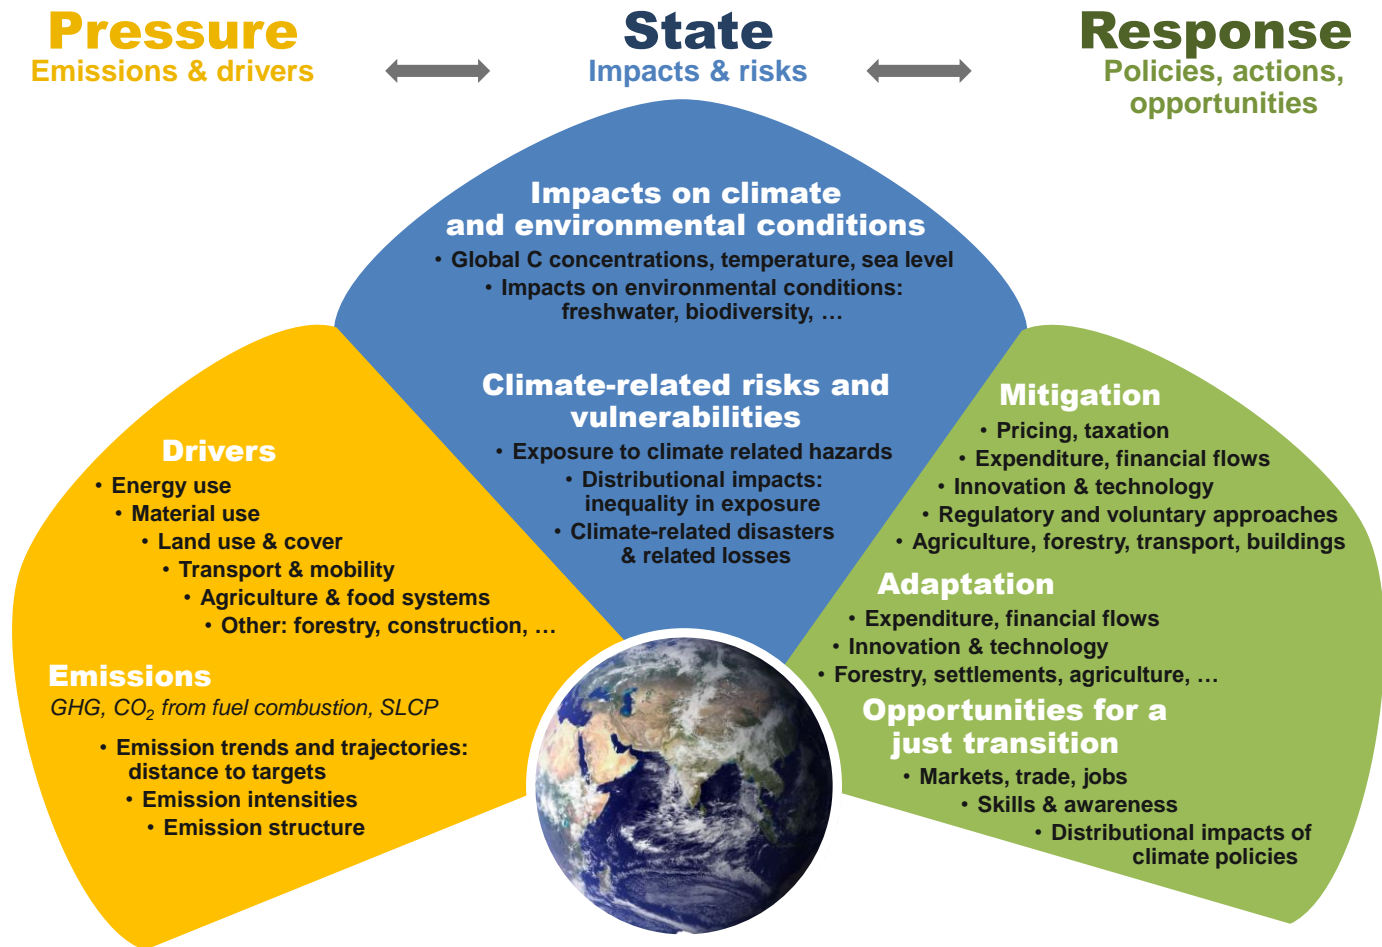 Pressure
Emissions & drivers
State
Impacts & risks
Response
Policies, actions,
opportunities
Impacts on climate
and environmental conditions
• Global C concentrations, temperature, sea level
• Impacts on environmental conditions:
freshwater, biodiversity, …
Climate-related risks and
vulnerabilities
• Exposure to climate related hazards
• Distributional impacts:
inequality in exposure
• Climate-related disasters
& related losses
Drivers
• Energy use
• Material use
• Land use & cover
• Transport & mobility
• Agriculture & food systems
• Other: forestry, construction, …
Emissions
GHG, CO2 from fuel combustion, SLCP
• Emission trends and trajectories:
distance to targets
• Emission intensities
• Emission structure
Mitigation
• Pricing, taxation
• Expenditure, financial flows
• Innovation & technology
• Regulatory and voluntary approaches
• Agriculture, forestry, transport, buildings
Adaptation
• Expenditure, financial flows
• Innovation & technology
• Forestry, settlements, agriculture, …
Opportunities for a
just transition
• Markets, trade, jobs
• Skills & awareness
• Distributional impacts of
climate policies